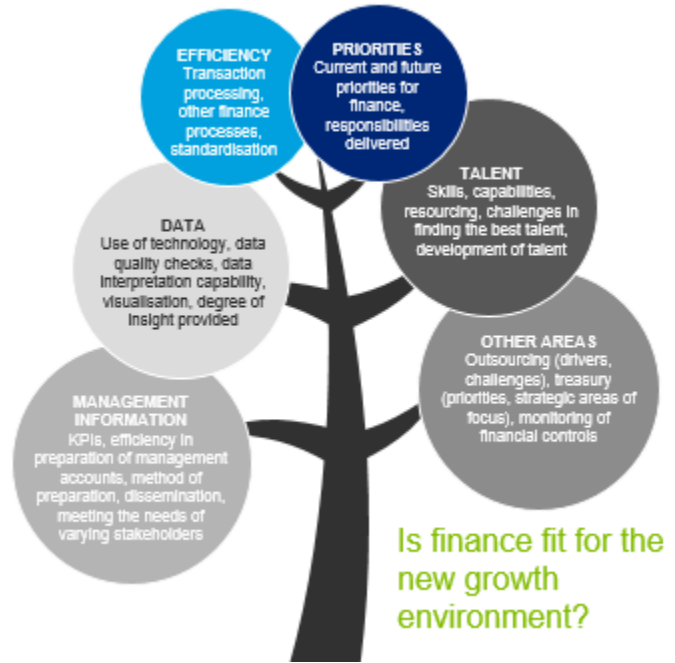 EFFICIENCY
Transaction
processing,
other finance
processes,
standardisation
PRIORITIES
Current and future
priorities for
finance,
responsibilities
delivered
TALENT
Skills, capabilities,
resourcing, challenges in
finding the best talent,
development of talent
DATA
Use of technology, data
quality checks, data
interpretation capability,
visualisation, degree of
insight provided
OTHER AREAS
Outsourcing (drivers,
challenges), treasury
(priorities, strategic areas of
focus), monitoring of
financial controls
MANAGEMENT
INFORMATION
KPIs, efficiency in
preparation of management
accounts, method of
preparation, dissemination,
meeting the needs of
varying stakeholders
Is finance fit for the
new growth
environment?